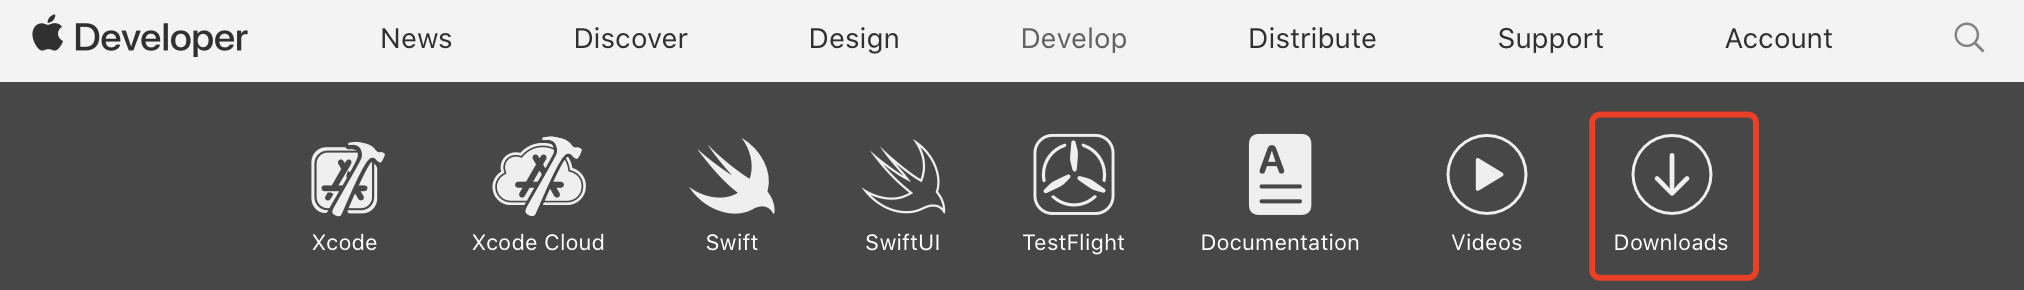 Developer News Discover Design Develop Distribute Support Account
Xcode Xcode Cloud Swift SwiftUI TestFlight Documentation Videos Downloads